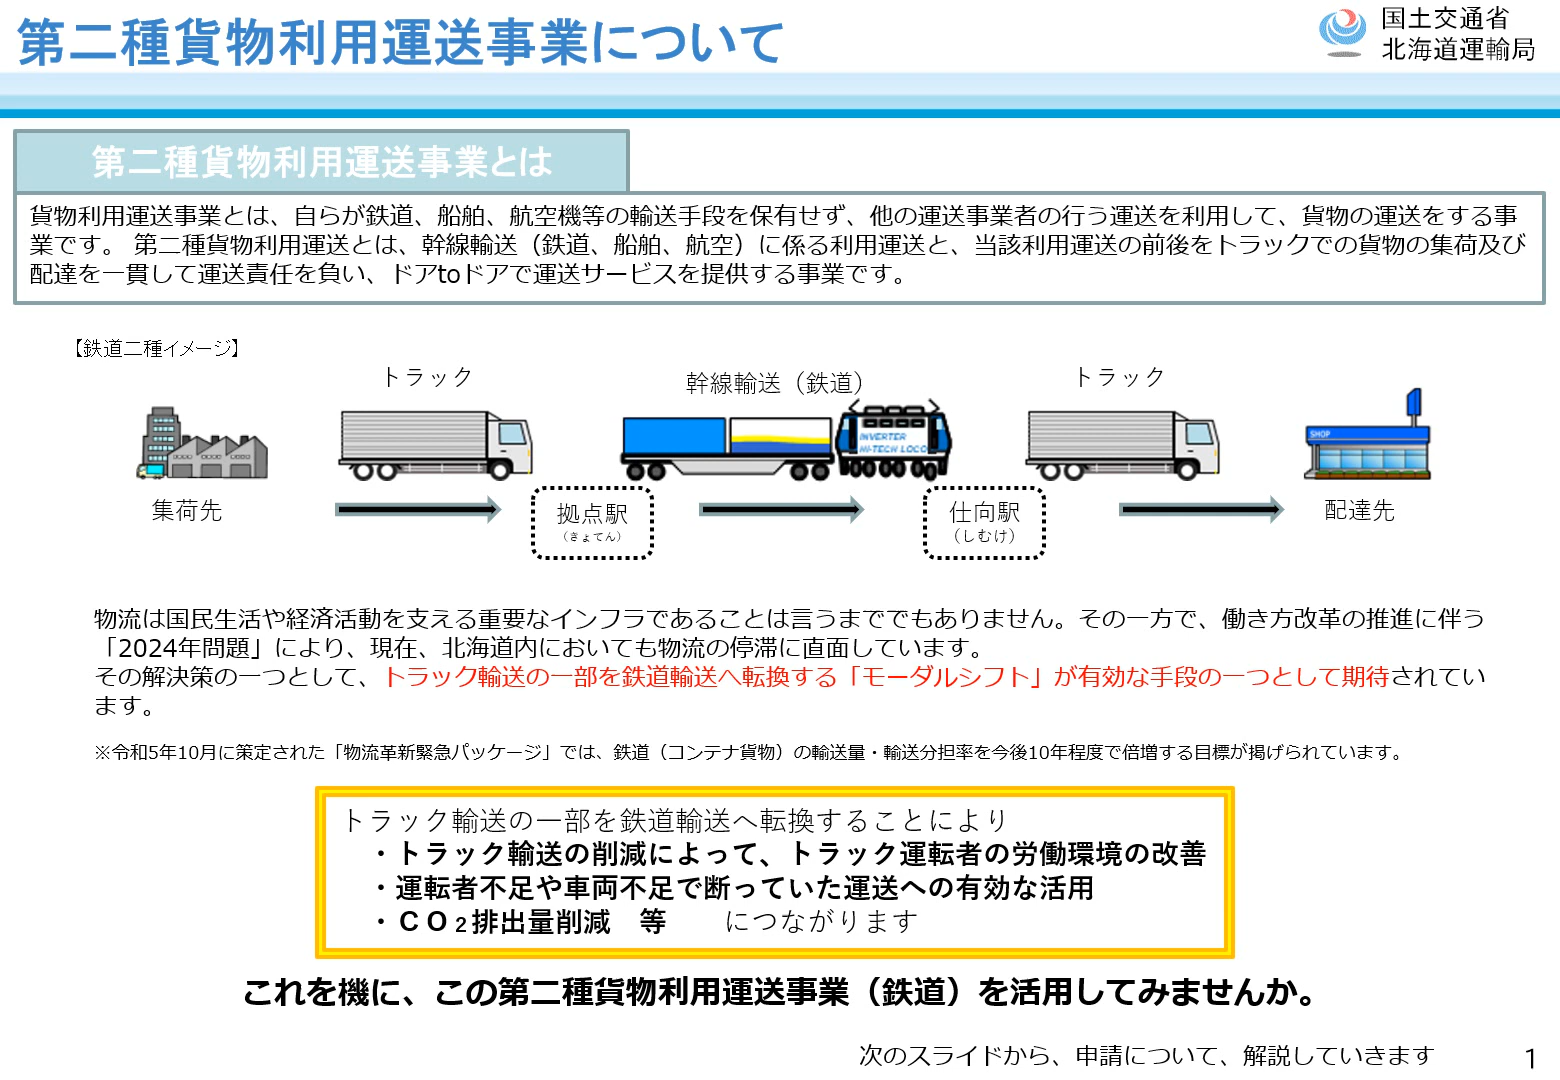 第二種貨物利用運送事業について
国土交通省
北海道運輸局
第二種貨物利用運送事業とは
貨物利用運送事業とは、自らが鉄道、船舶、航空機等の輸送手段を保有せず、他の運送事業者の行う運送を利用して、貨物の運送をする事
業です。 第二種貨物利用運送とは、幹線輸送（鉄道、船舶、航空）に係る利用運送と、当該利用運送の前後をトラックでの貨物の集荷及び
配達を一貫して運送責任を負い、ドアtoドアで運送サービスを提供する事業です。
【鉄道二種イメージ】
トラック
幹線輸送（鉄道）
トラック
INVERTER
HI-TECH LOCO
SHOP
集荷先
拠点駅
（きょてん）
仕向駅
（しむけ）
配達先
物流は国民生活や経済活動を支える重要なインフラであることは言うまででもありません。その一方で、働き方改革の推進に伴う
「2024年問題」により、現在、北海道内においても物流の停滞に直面しています。
その解決策の一つとして、トラック輸送の一部を鉄道輸送へ転換する「モーダルシフト」が有効な手段の一つとして期待されてい
ます。
※令和5年10月に策定された「物流革新緊急パッケージ」では、鉄道（コンテナ貨物）の輸送量・輸送分担率を今後10年程度で倍増する目標が掲げられています。
トラック輸送の一部を鉄道輸送へ転換することにより
・トラック輸送の削減によって、トラック運転者の労働環境の改善
・運転者不足や車両不足で断っていた運送への有効な活用
・ＣＯ₂排出量削減　等　　につながります
これを機に、この第二種貨物利用運送事業（鉄道）を活用してみませんか。
次のスライドから、申請について、解説していきます
1